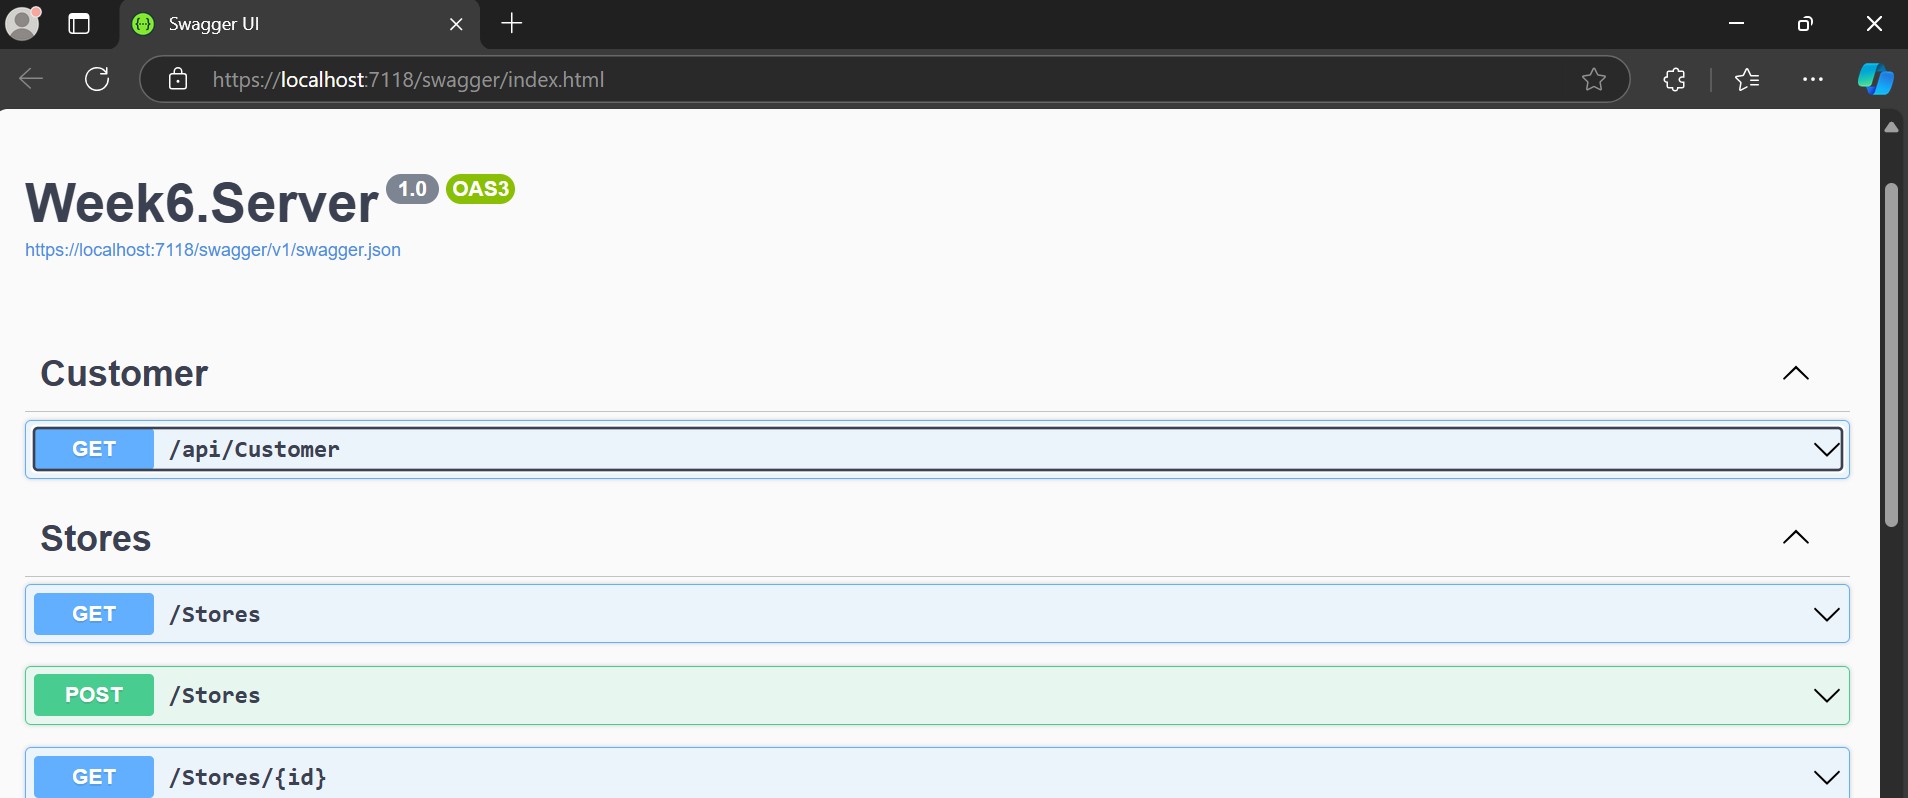 Swagger UI
https://localhost:7118/swagger/index.html
Week6.Server 1.0 OAS3
https://localhost:7118/swagger/v1/swagger.json
Customer
GET /api/Customer
Stores
GET /Stores
POST /Stores
GET /Stores/{id}